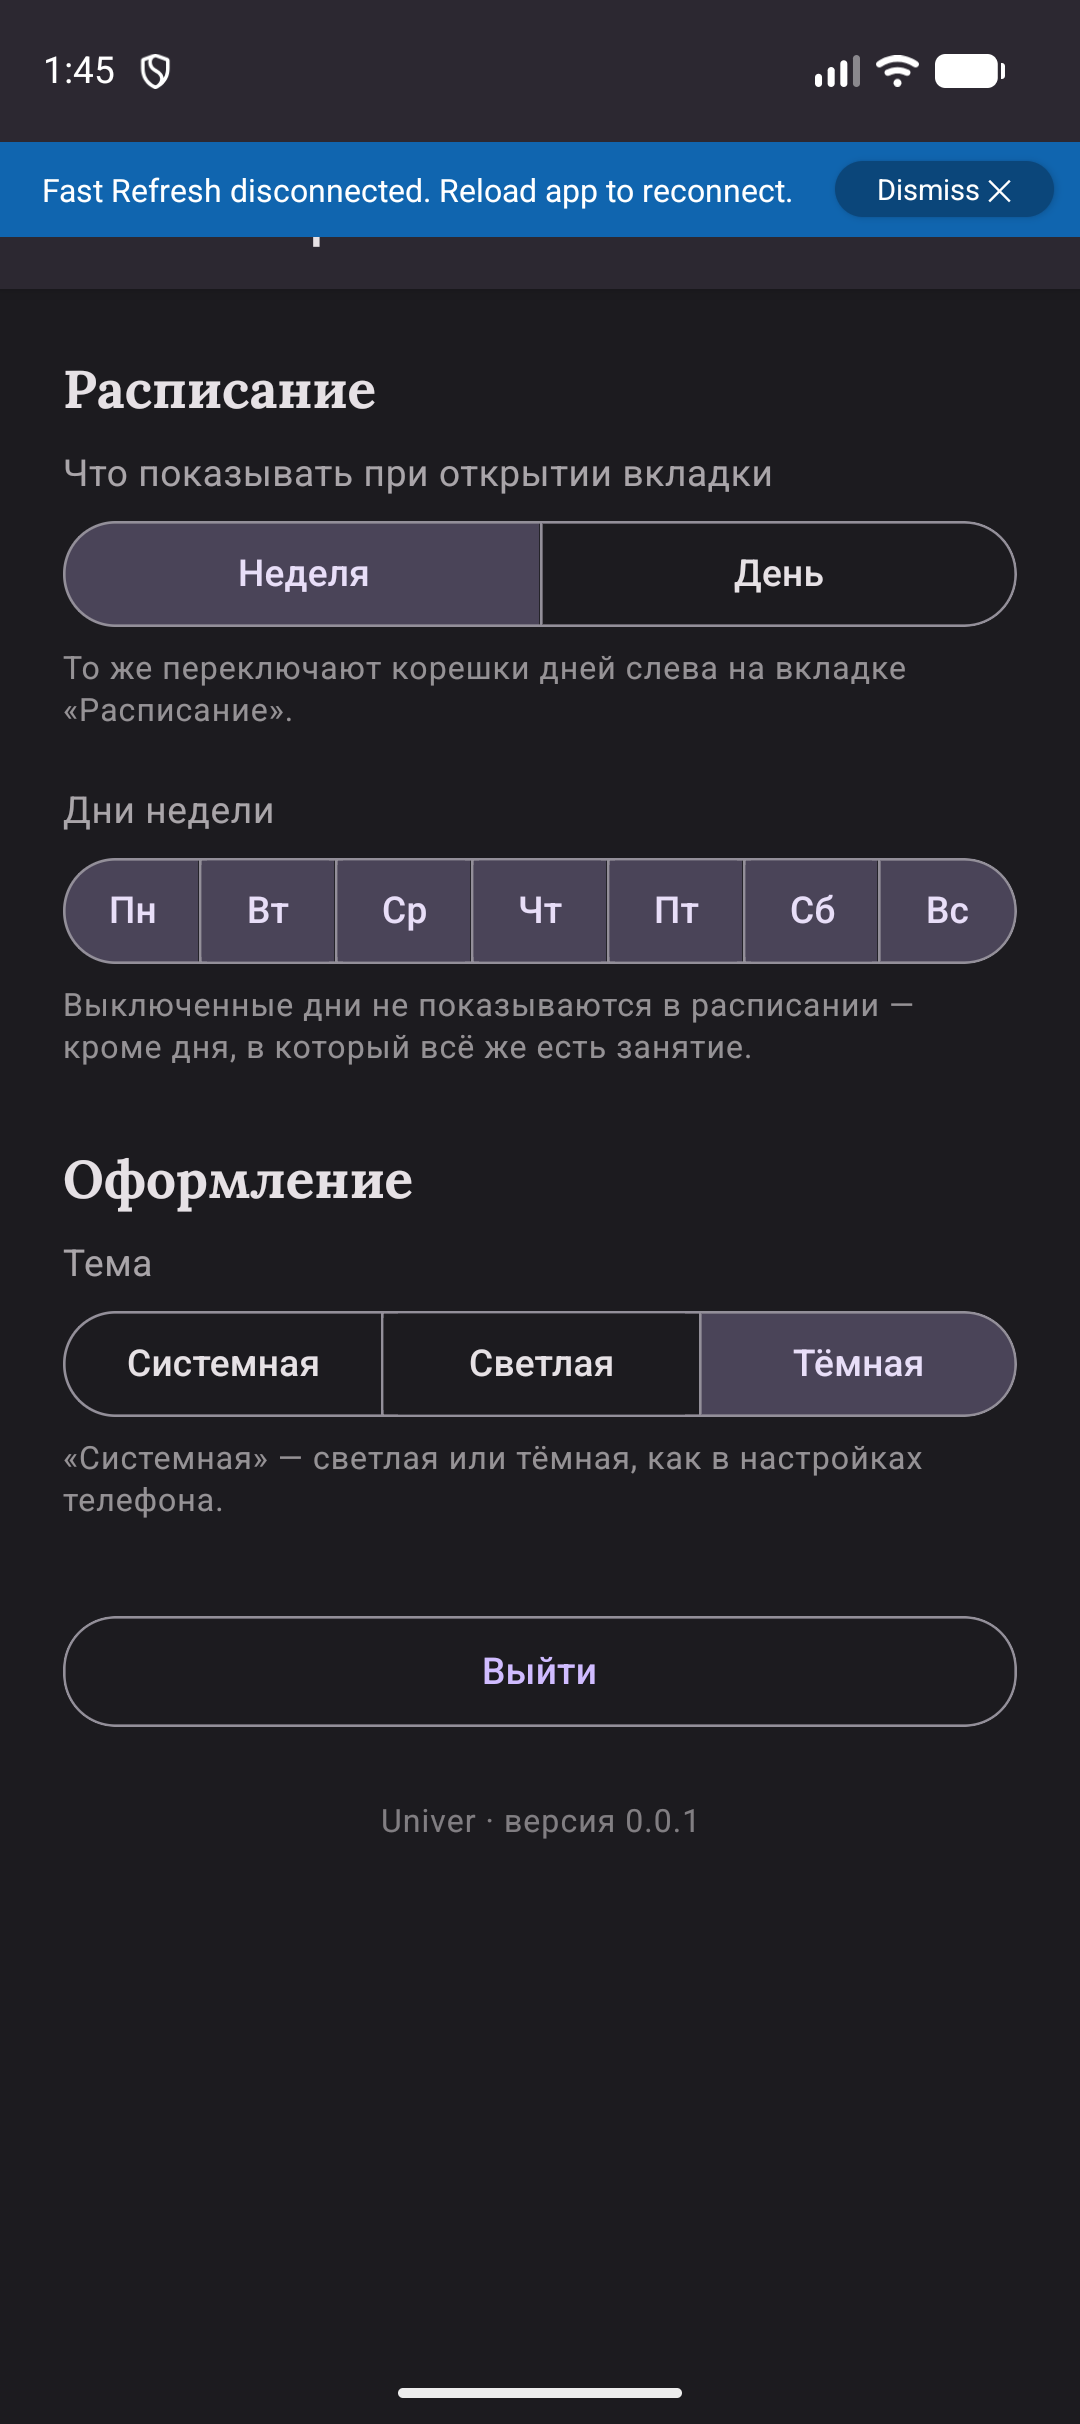 1:45
Fast Refresh disconnected. Reload app to reconnect.
Dismiss
Расписание
Что показывать при открытии вкладки
Неделя
День
То же переключают корешки дней слева на вкладке
«Расписание».
Дни недели
Пн
Вт
Ср
Чт
Пт
Сб
Вс
Выключенные дни не показываются в расписании —
кроме дня, в который всё же есть занятие.
Оформление
Тема
Системная
Светлая
Тёмная
«Системная» — светлая или тёмная, как в настройках
телефона.
Выйти
Univer · версия 0.0.1